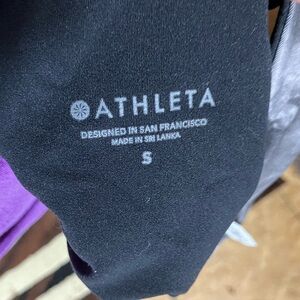 ATHLETA
DESIGNED IN SAN FRANCISCO
MADE IN SRI LANKA
S